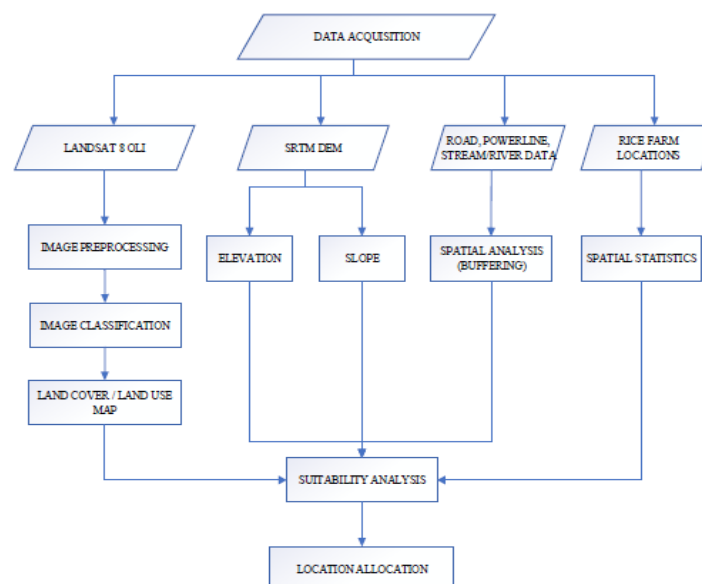 DATA ACQUISITION
LANDSAT 8 OLI
SRTM DEM
ROAD, POWERLINE,
STREAM/RIVER DATA
RICE FARM
LOCATIONS
IMAGE PREPROCESSING
ELEVATION
SLOPE
SPATIAL ANALYSIS
(BUFFERING)
SPATIAL STATISTICS
IMAGE CLASSIFICATION
LAND COVER / LAND USE
MAP
SUITABILITY ANALYSIS
LOCATION ALLOCATION